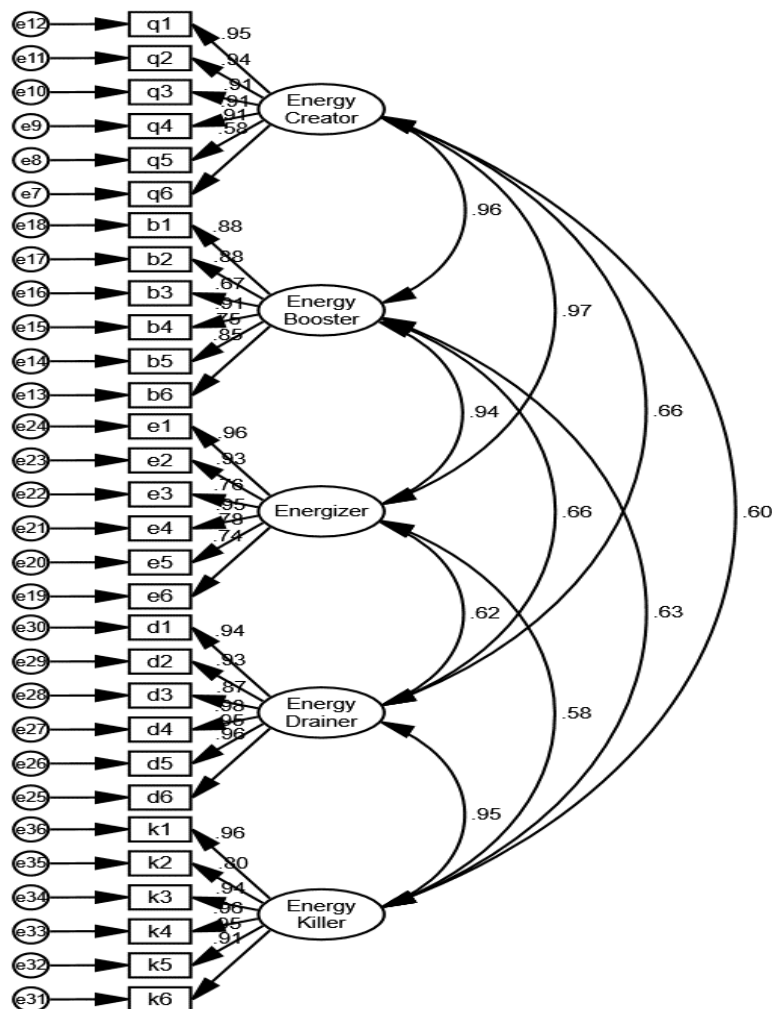 e12 q1 .95
e11 q2 .94
e10 q3 .91
e9 q4 .91
e8 q5 .91
e7 q6 .58
Energy
Creator
e18 b1 .88
e17 b2 .88
e16 b3 .67
e15 b4 .91
e14 b5 .75
e13 b6 .85
Energy
Booster
e24 e1 .96
e23 e2 .93
e22 e3 .76
e21 e4 .95
e20 e5 .78
e19 e6 .74
Energizer
e30 d1 .94
e29 d2 .93
e28 d3 .87
e27 d4 .98
e26 d5 .95
e25 d6 .96
Energy
Drainer
e36 k1 .96
e35 k2 .80
e34 k3 .94
e33 k4 .96
e32 k5 .95
e31 k6 .91
Energy
Killer
.96
.97
.94
.66
.66
.60
.62
.63
.58
.95